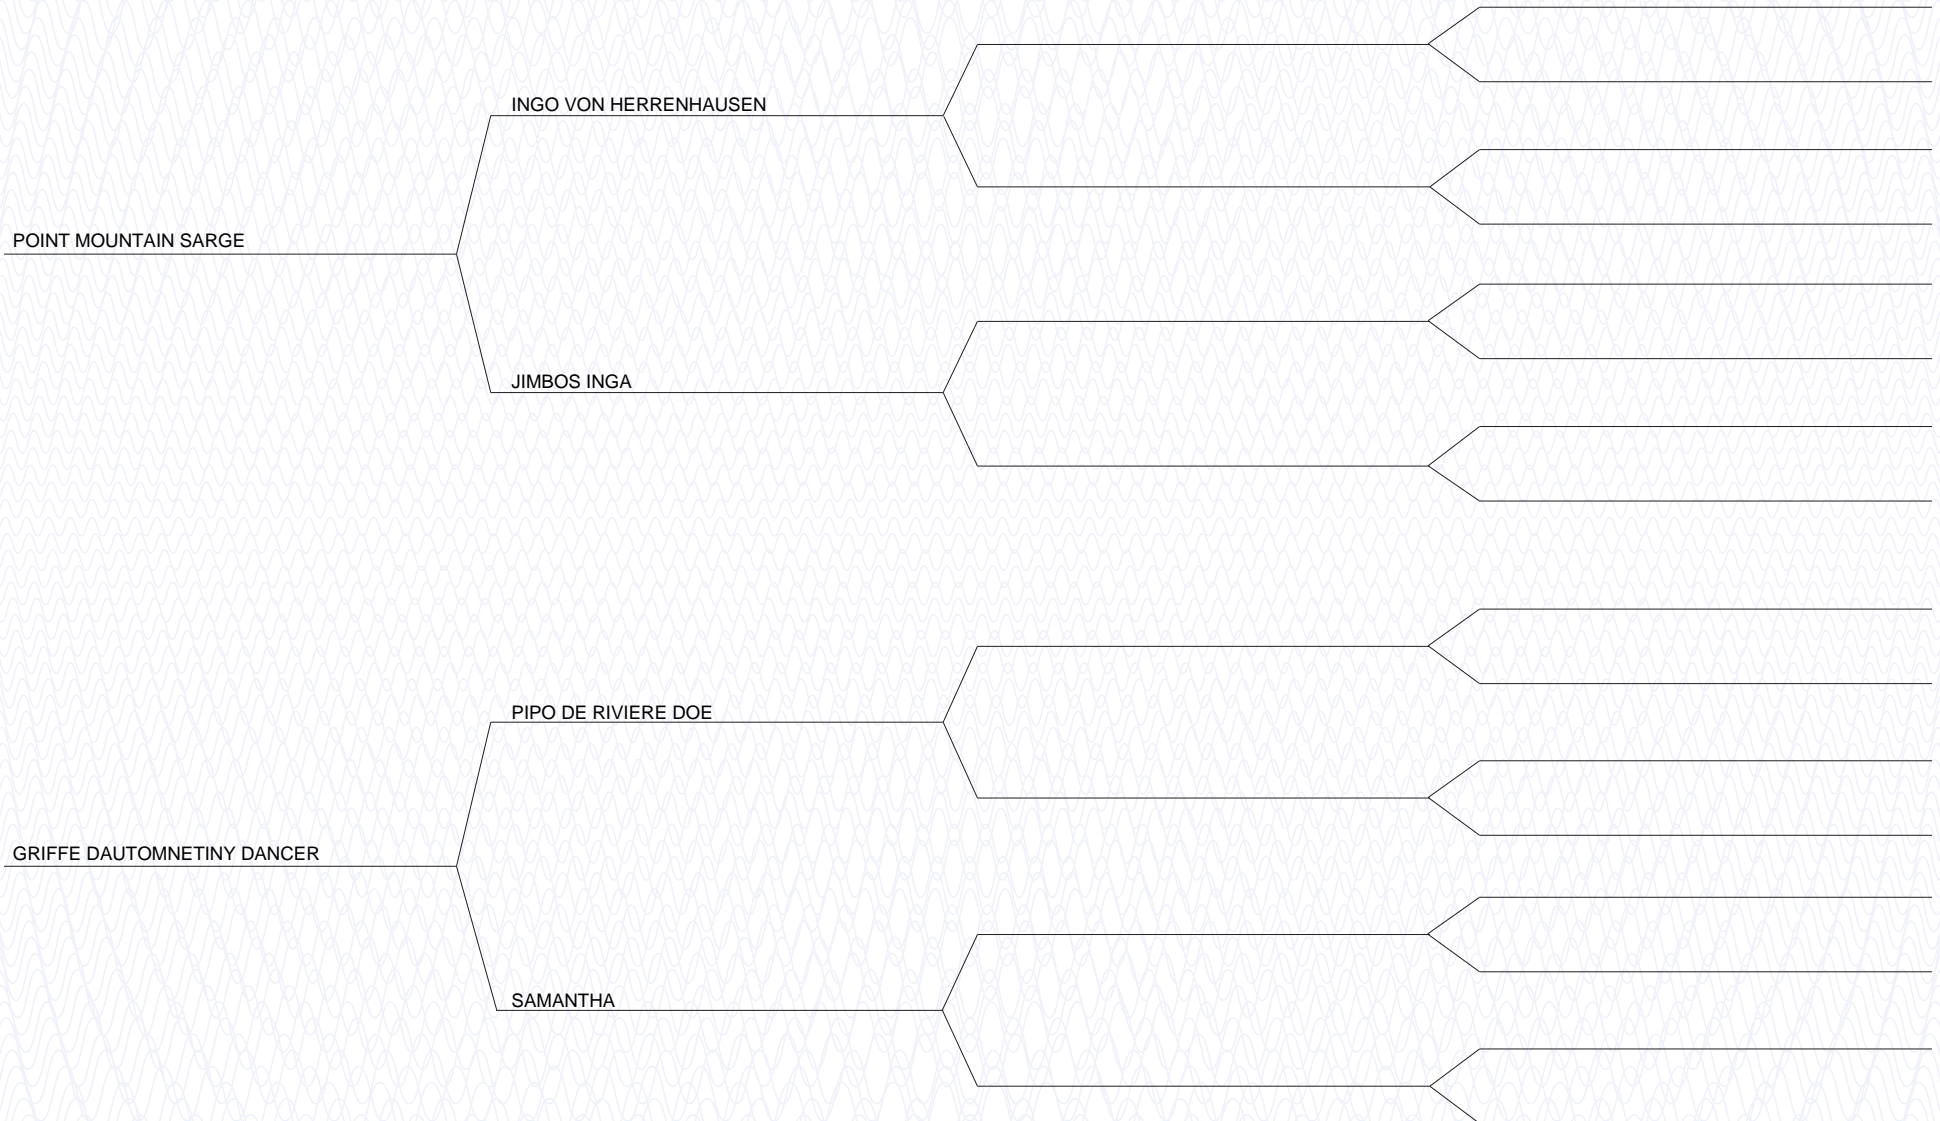 INGO VON HERRENHAUSEN
POINT MOUNTAIN SARGE
JIMBOS INGA
PIPO DE RIVIERE DOE
GRIFFE DAUTOMNETINY DANCER
SAMANTHA